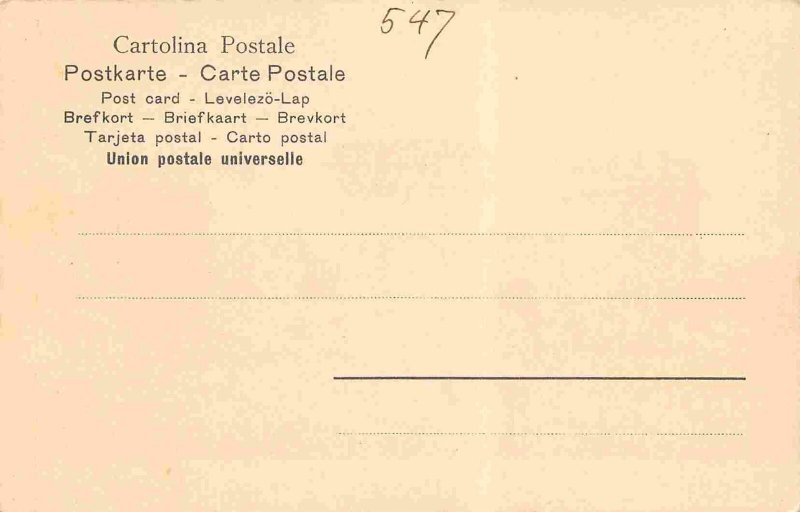 547
Cartolina Postale
Postkarte - Carte Postale
Post card - Levelezö-Lap
Brefkort — Briefkaart — Brevkort
Tarjeta postal - Carto postal
Union postale universelle